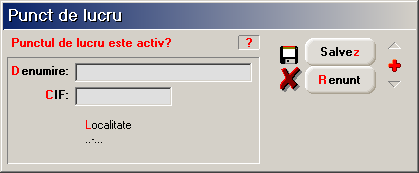 Punct de lucru
Punctul de lucru este activ? ?
Salvez
Denumire:
Renunt
CIF:
Localitate
..-...